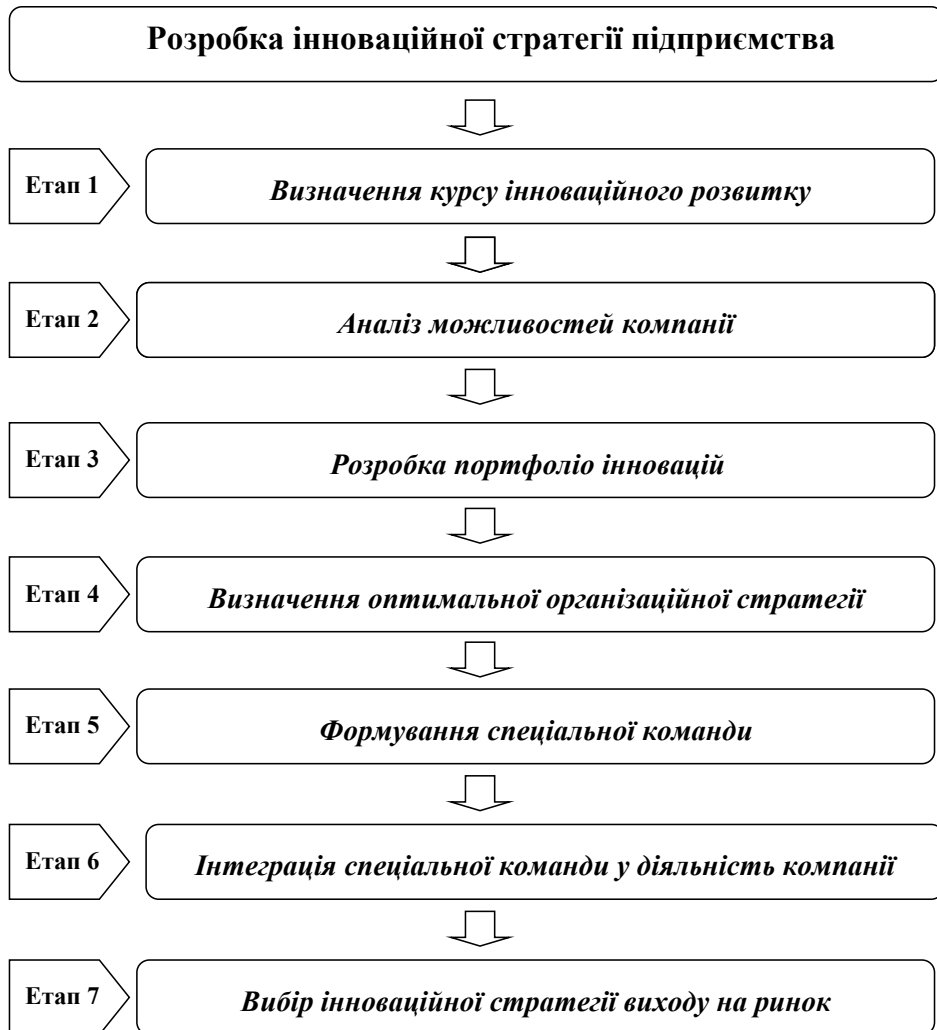 Розробка інноваційної стратегії підприємства
Етап 1
Визначення курсу інноваційного розвитку
Етап 2
Аналіз можливостей компанії
Етап 3
Розробка портфоліо інновацій
Етап 4
Визначення оптимальної організаційної стратегії
Етап 5
Формування спеціальної команди
Етап 6
Інтеграція спеціальної команди у діяльність компанії
Етап 7
Вибір інноваційної стратегії виходу на ринок